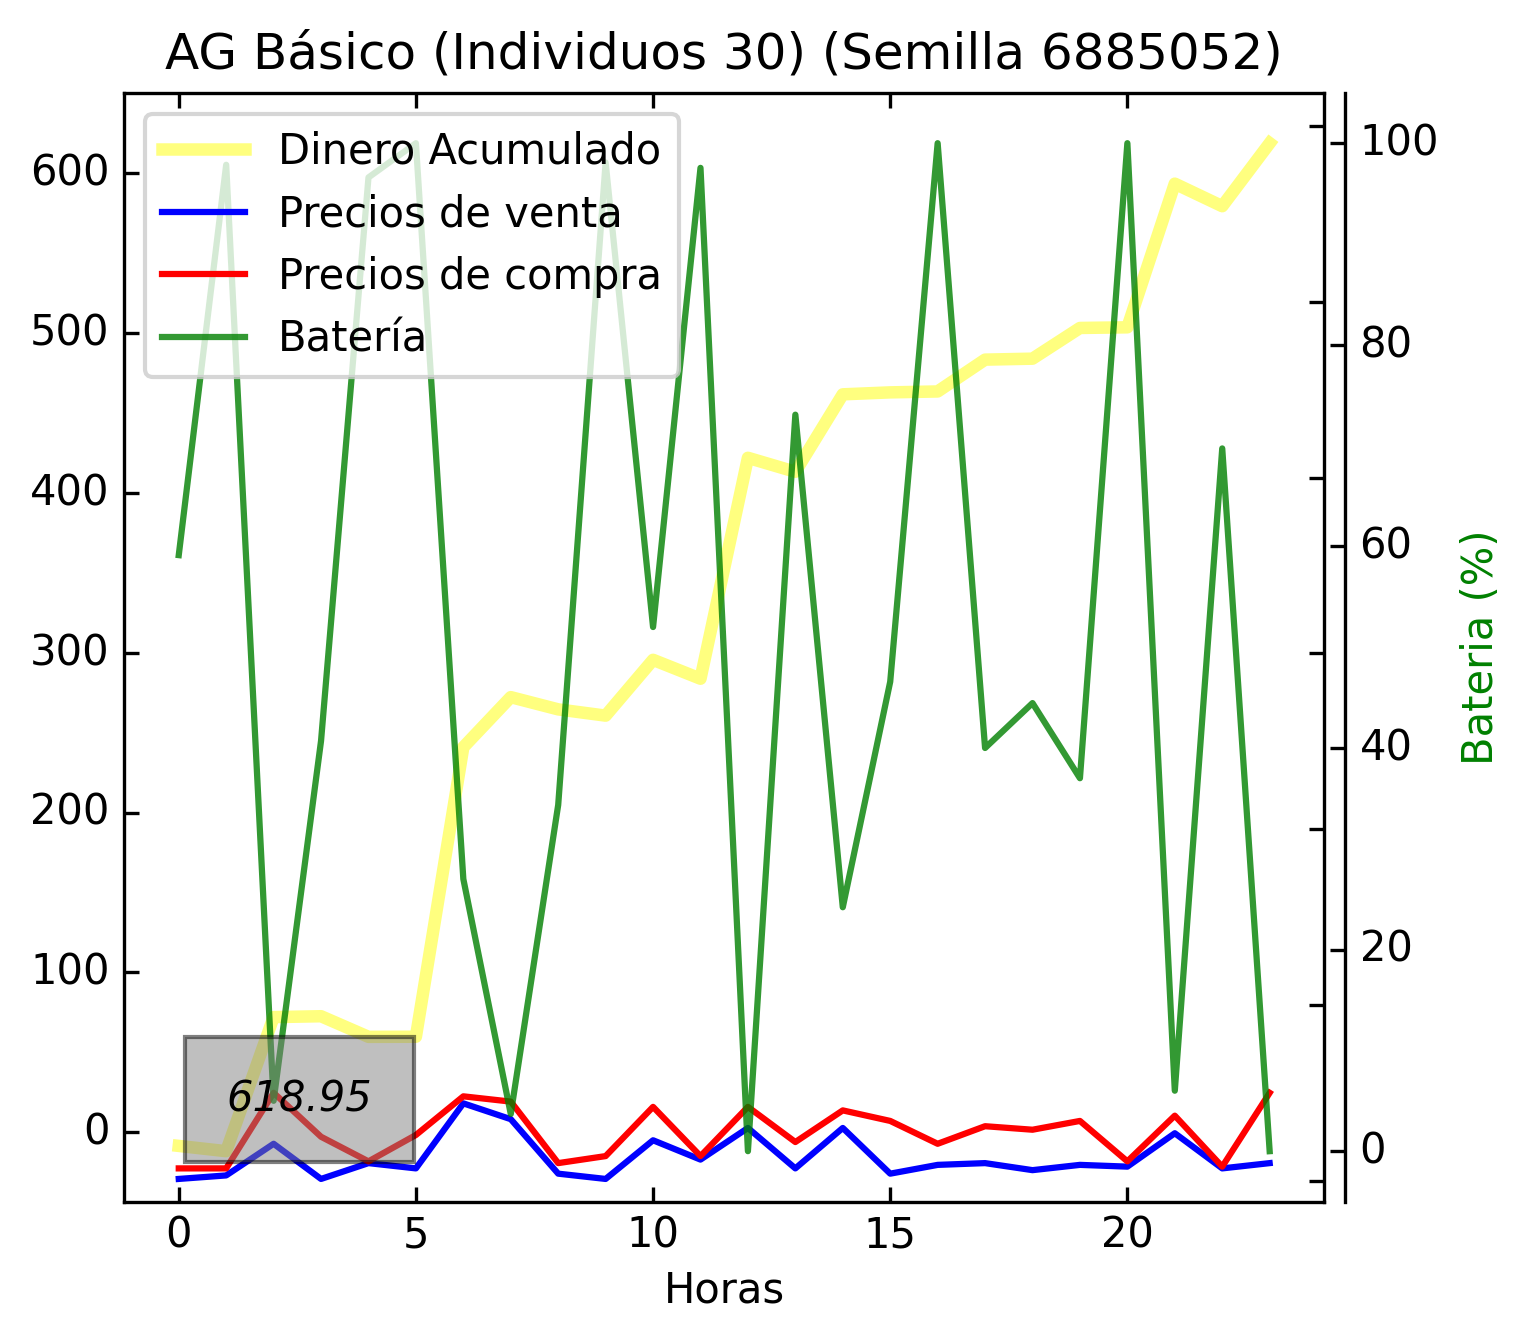 AG Básico (Individuos 30) (Semilla 6885052)
Dinero Acumulado
Precios de venta
Precios de compra
Batería
600
500
400
300
200
100
0
100
80
60
40
20
0
Bateria (%)
618.95
0
5
10
15
20
Horas